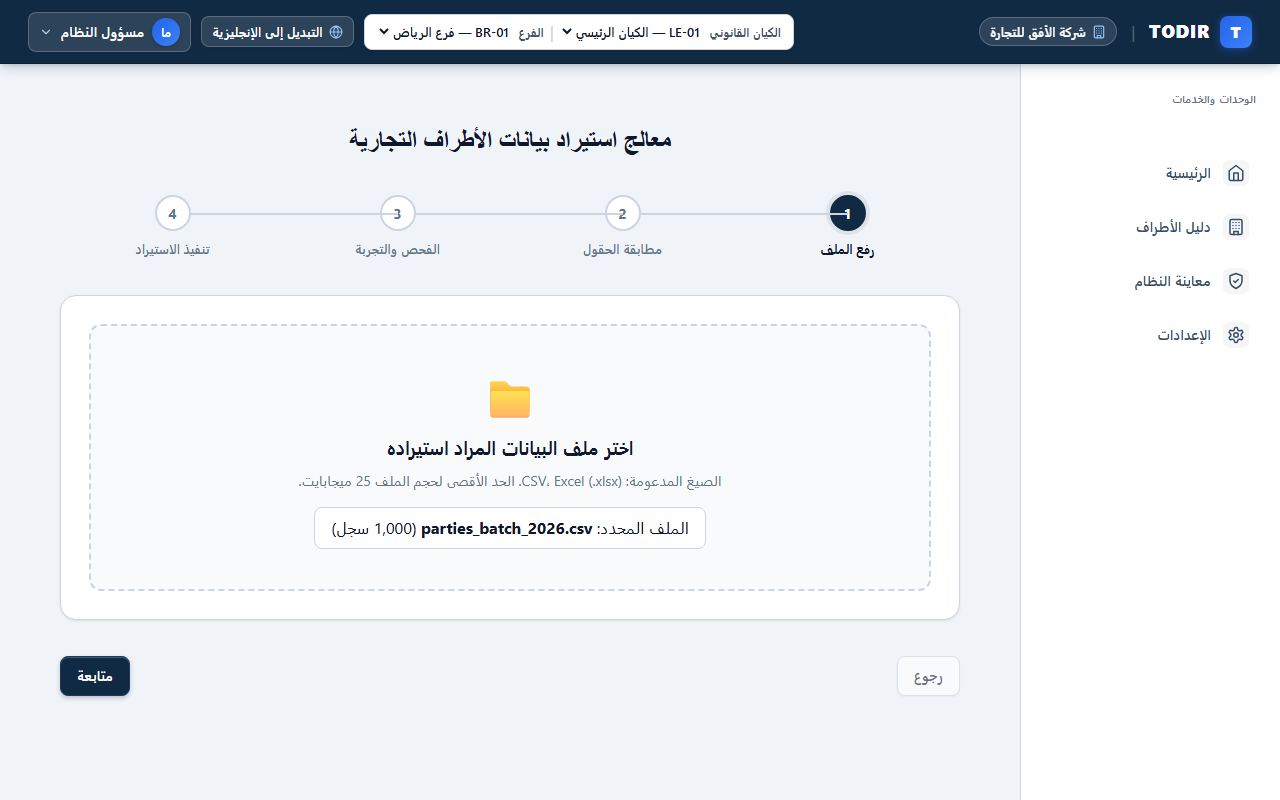 T TODIR | شركة الأفق للتجارة
الكيان القانوني LE-01 — الكيان الرئيسي الفرع BR-01 — فرع الرياض
التبديل إلى الإنجليزية
ما مسؤول النظام
الوحدات والخدمات
الرئيسية
دليل الأطراف
معاينة النظام
الإعدادات
معالج استيراد بيانات الأطراف التجارية
1 رفع الملف
2 مطابقة الحقول
3 الفحص والتجربة
4 تنفيذ الاستيراد
اختر ملف البيانات المراد استيراده
الصيغ المدعومة: CSV، Excel (.xlsx). الحد الأقصى لحجم الملف 25 ميجابايت.
الملف المحدد: parties_batch_2026.csv (1,000 سجل)
رجوع
متابعة